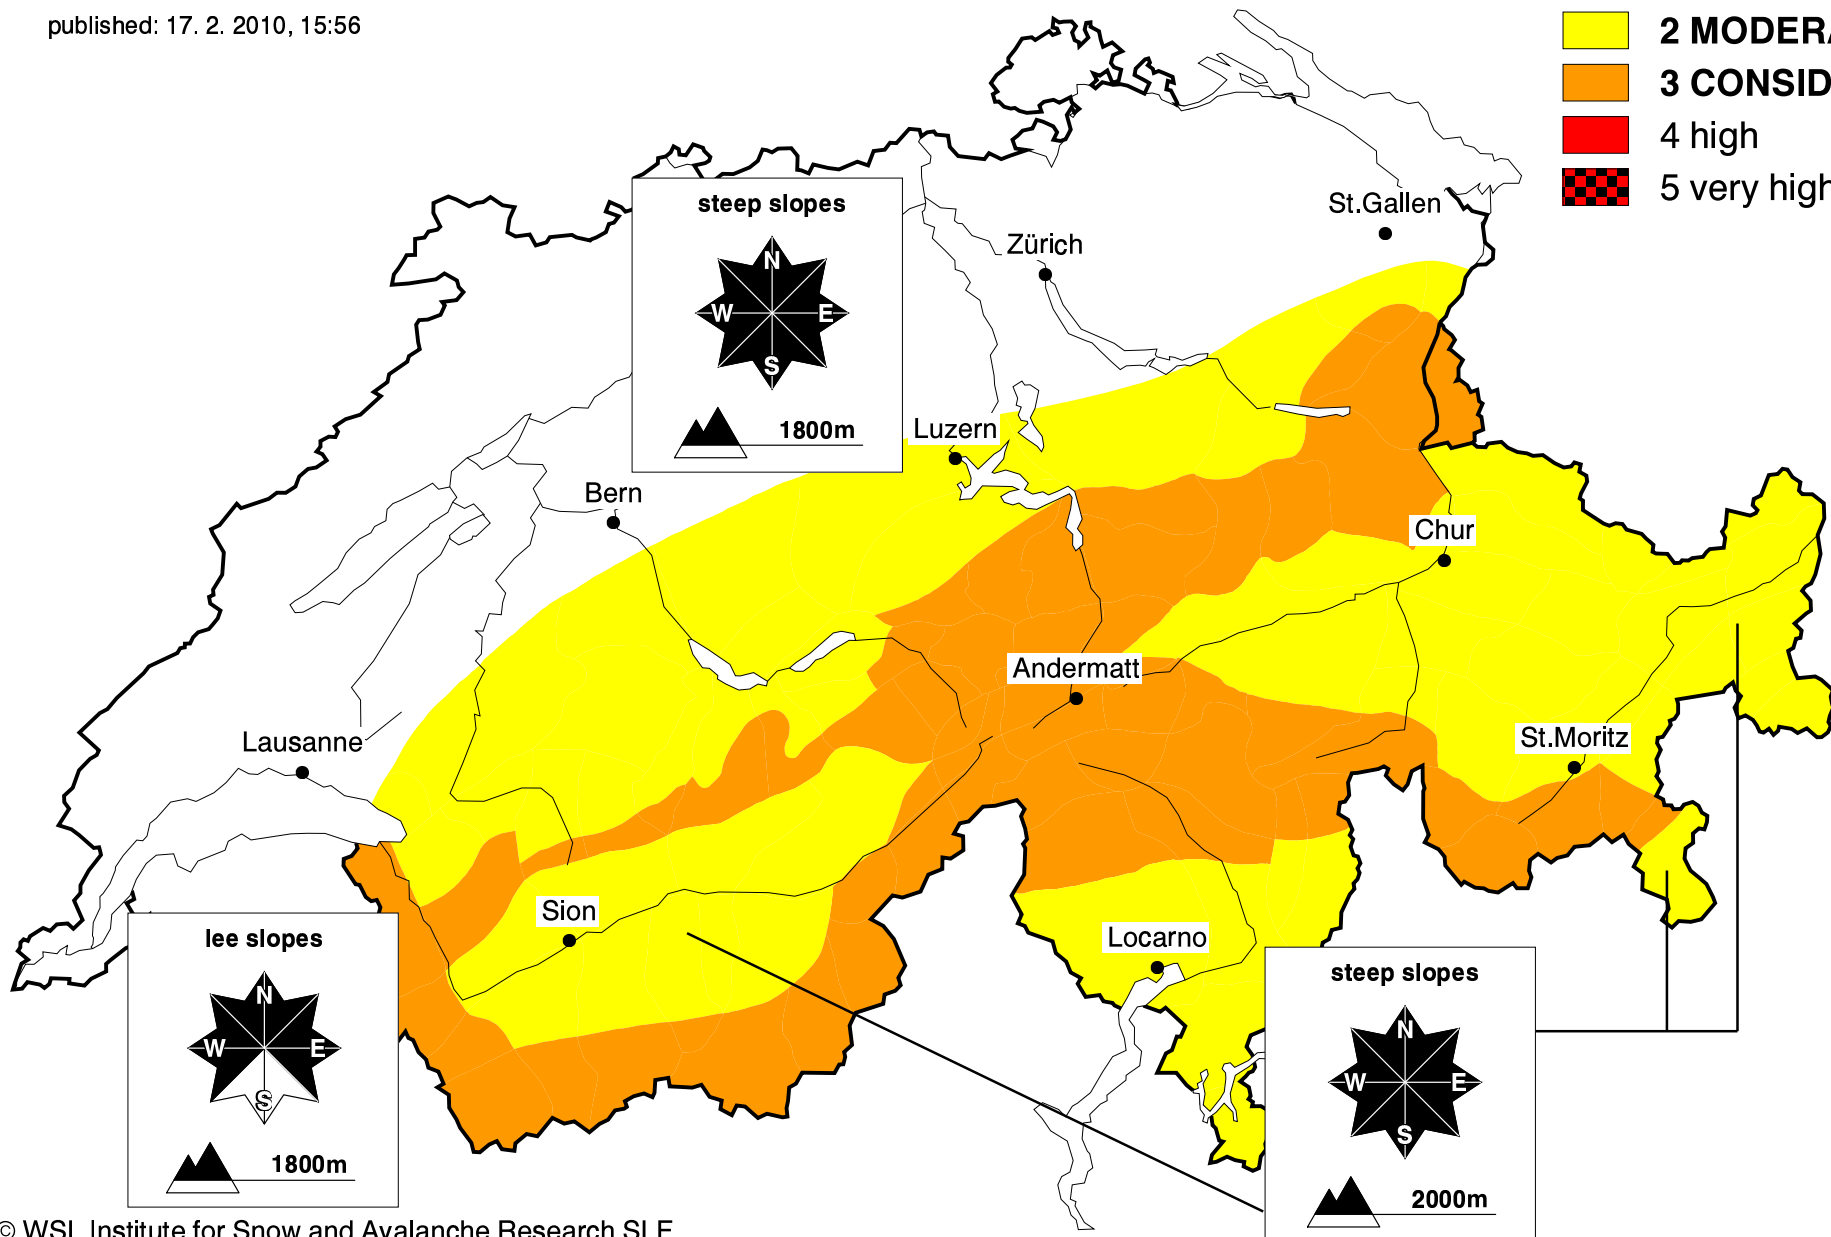 published: 17. 2. 2010, 15:56
2 MODERA
3 CONSID
4 high
5 very high
St.Gallen
steep slopes
Zürich
N
W E
S
1800m
Luzern
Bern
Chur
Andermatt
St.Moritz
Lausanne
Sion
lee slopes
Locarno
steep slopes
N
W E
S
1800m
N
W E
S
2000m
© WSL Institute for Snow and Avalanche Research SLF